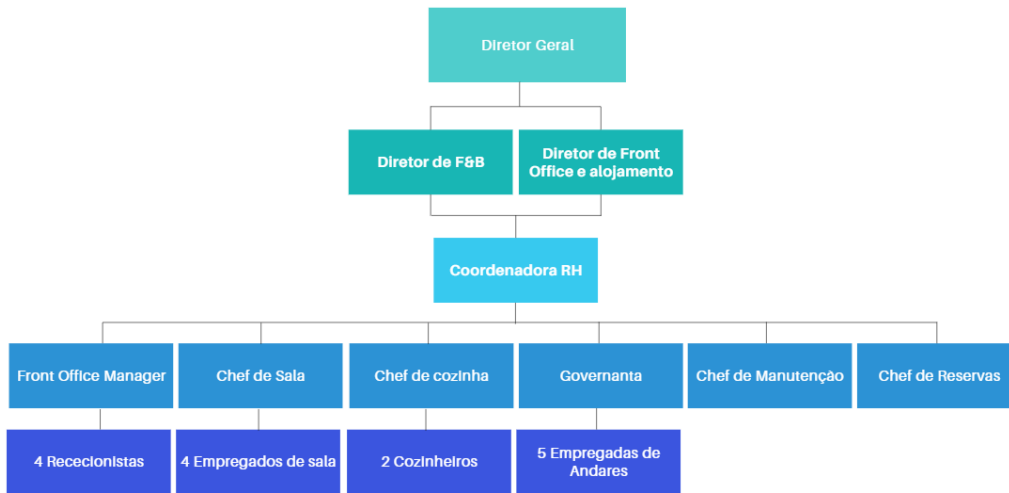 Diretor Geral
Diretor de F&B
Diretor de Front
Office e alojamento
Coordenadora RH
Front Office Manager
Chef de Sala
Chef de cozinha
Governanta
Chef de Manutenção
Chef de Reservas
4 Rececionistas
4 Empregados de sala
2 Cozinheiros
5 Empregadas de
Andares